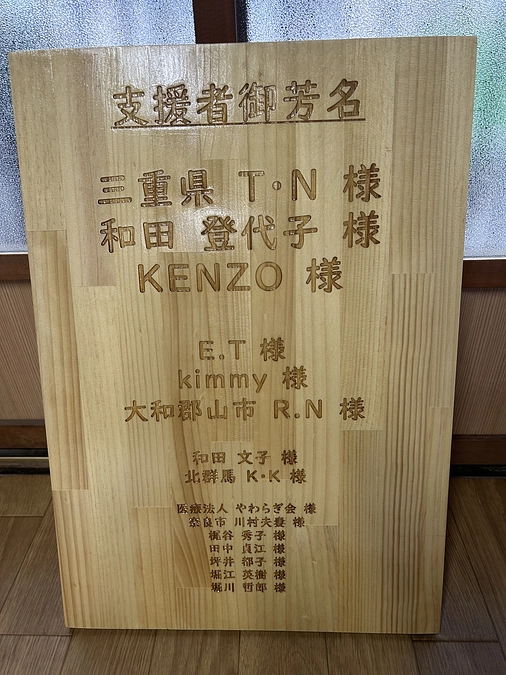 支援者御芳名
三重県 T・N 様
和田 登代子 様
KENZO 様
E.T 様
kimmy 様
大和郡山市 R.N 様
和田 文子 様
北群馬 K・K 様
医療法人 やわらぎ会 様
奈良市 川村夫妻 様
梶谷 秀子 様
田中 貞江 様
坪井 都子 様
堀江 英樹 様
堀川 哲郎 様